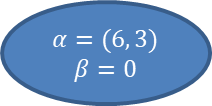 α = (6, 3)
β = 0